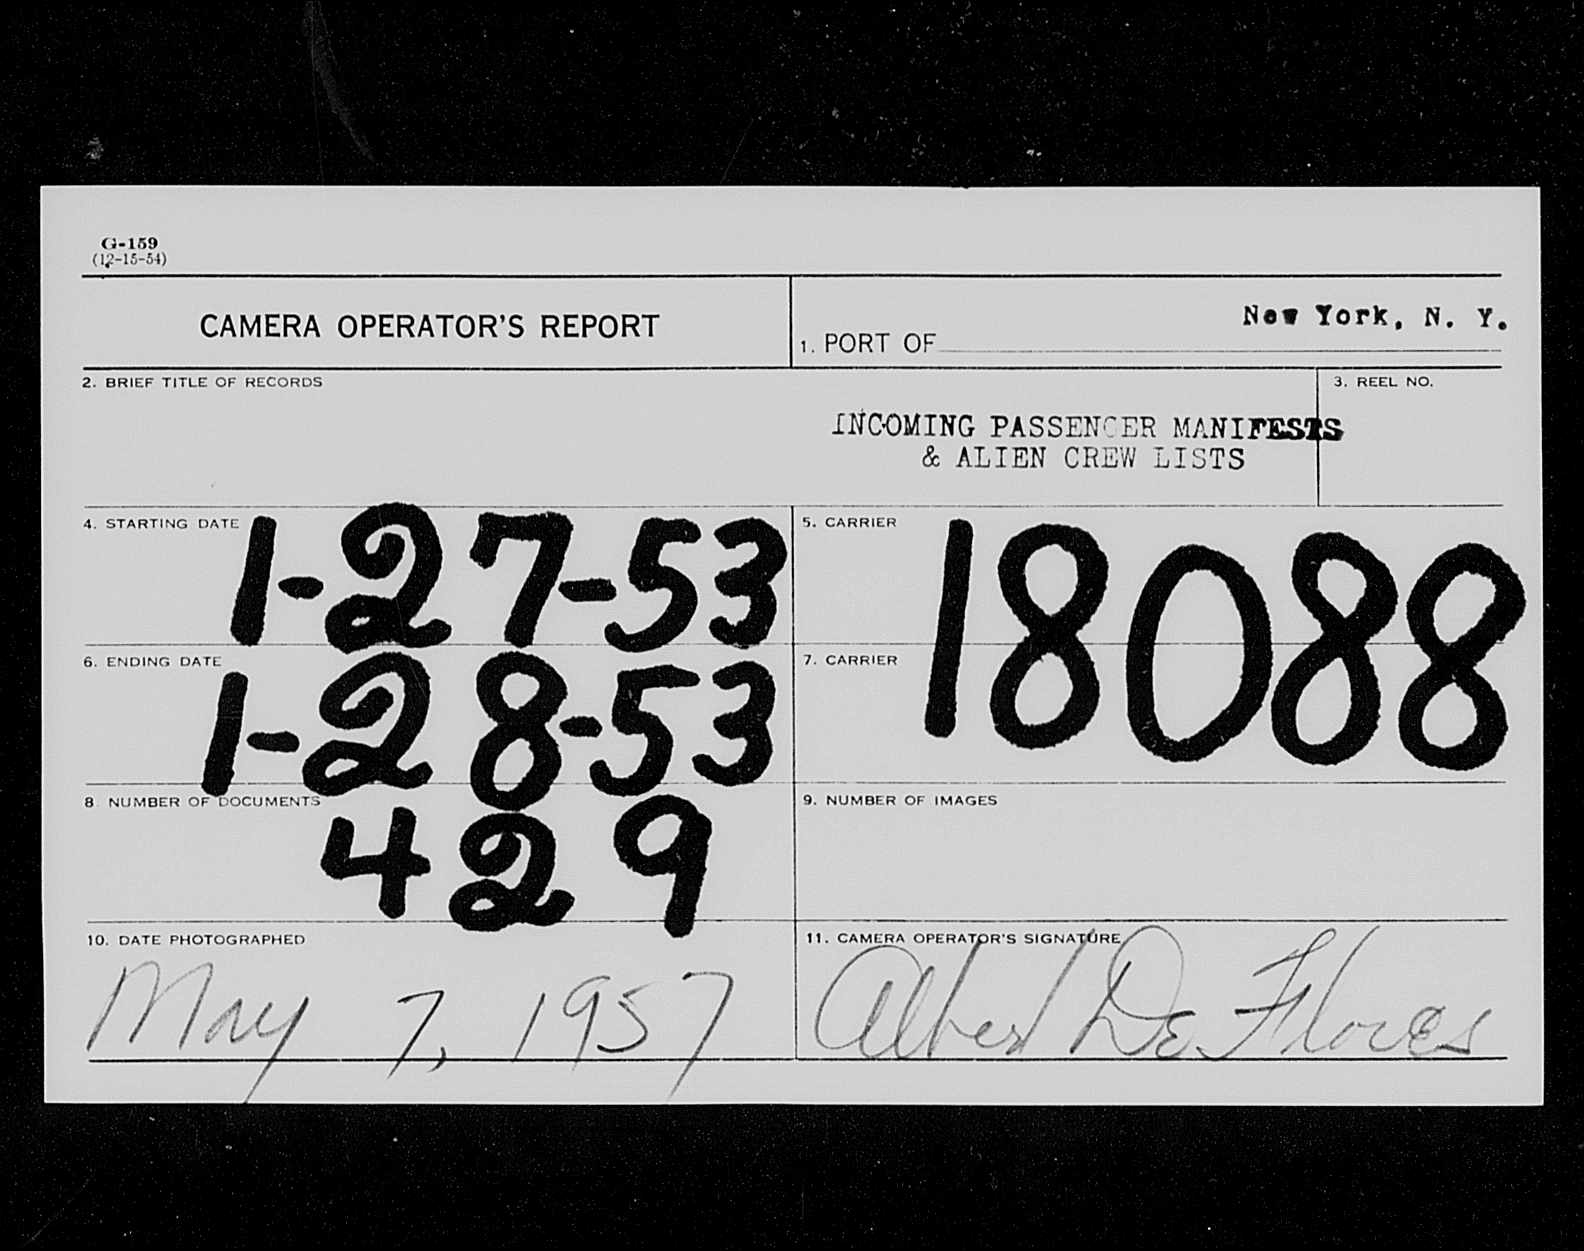 G-159
(12-15-54)
CAMERA OPERATOR'S REPORT
1. PORT OF New York, N. Y.
2. BRIEF TITLE OF RECORDS
INCOMING PASSENGER MANIFESTS
& ALIEN CREW LISTS
3. REEL NO.
4. STARTING DATE 1-27-53
5. CARRIER 18088
6. ENDING DATE 1-28-53
7. CARRIER
8. NUMBER OF DOCUMENTS 429
9. NUMBER OF IMAGES
10. DATE PHOTOGRAPHED
May 7, 1957
11. CAMERA OPERATOR'S SIGNATURE
Albert De Flores